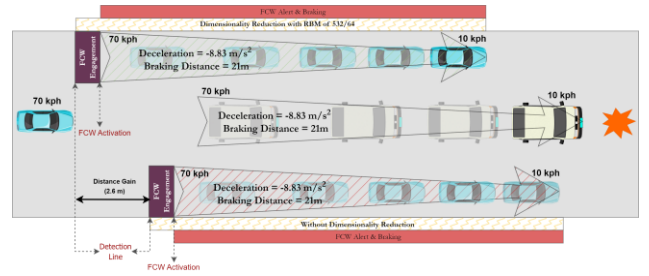 FCW Alert & Braking
Dimensionality Reduction with RBM of 532/64
70 kph
10 kph
FCW
Engagement
Deceleration = -8.83 m/s²
Braking Distance = 21m
70 kph
70 kph
10 kph
FCW Activation
Deceleration = -8.83 m/s²
Braking Distance = 21m
70 kph
10 kph
FCW
Engagement
Distance Gain
(2.6 m)
Deceleration = -8.83 m/s²
Braking Distance = 21m
Without Dimensionality Reduction
FCW Alert & Braking
Detection
Line
FCW Activation